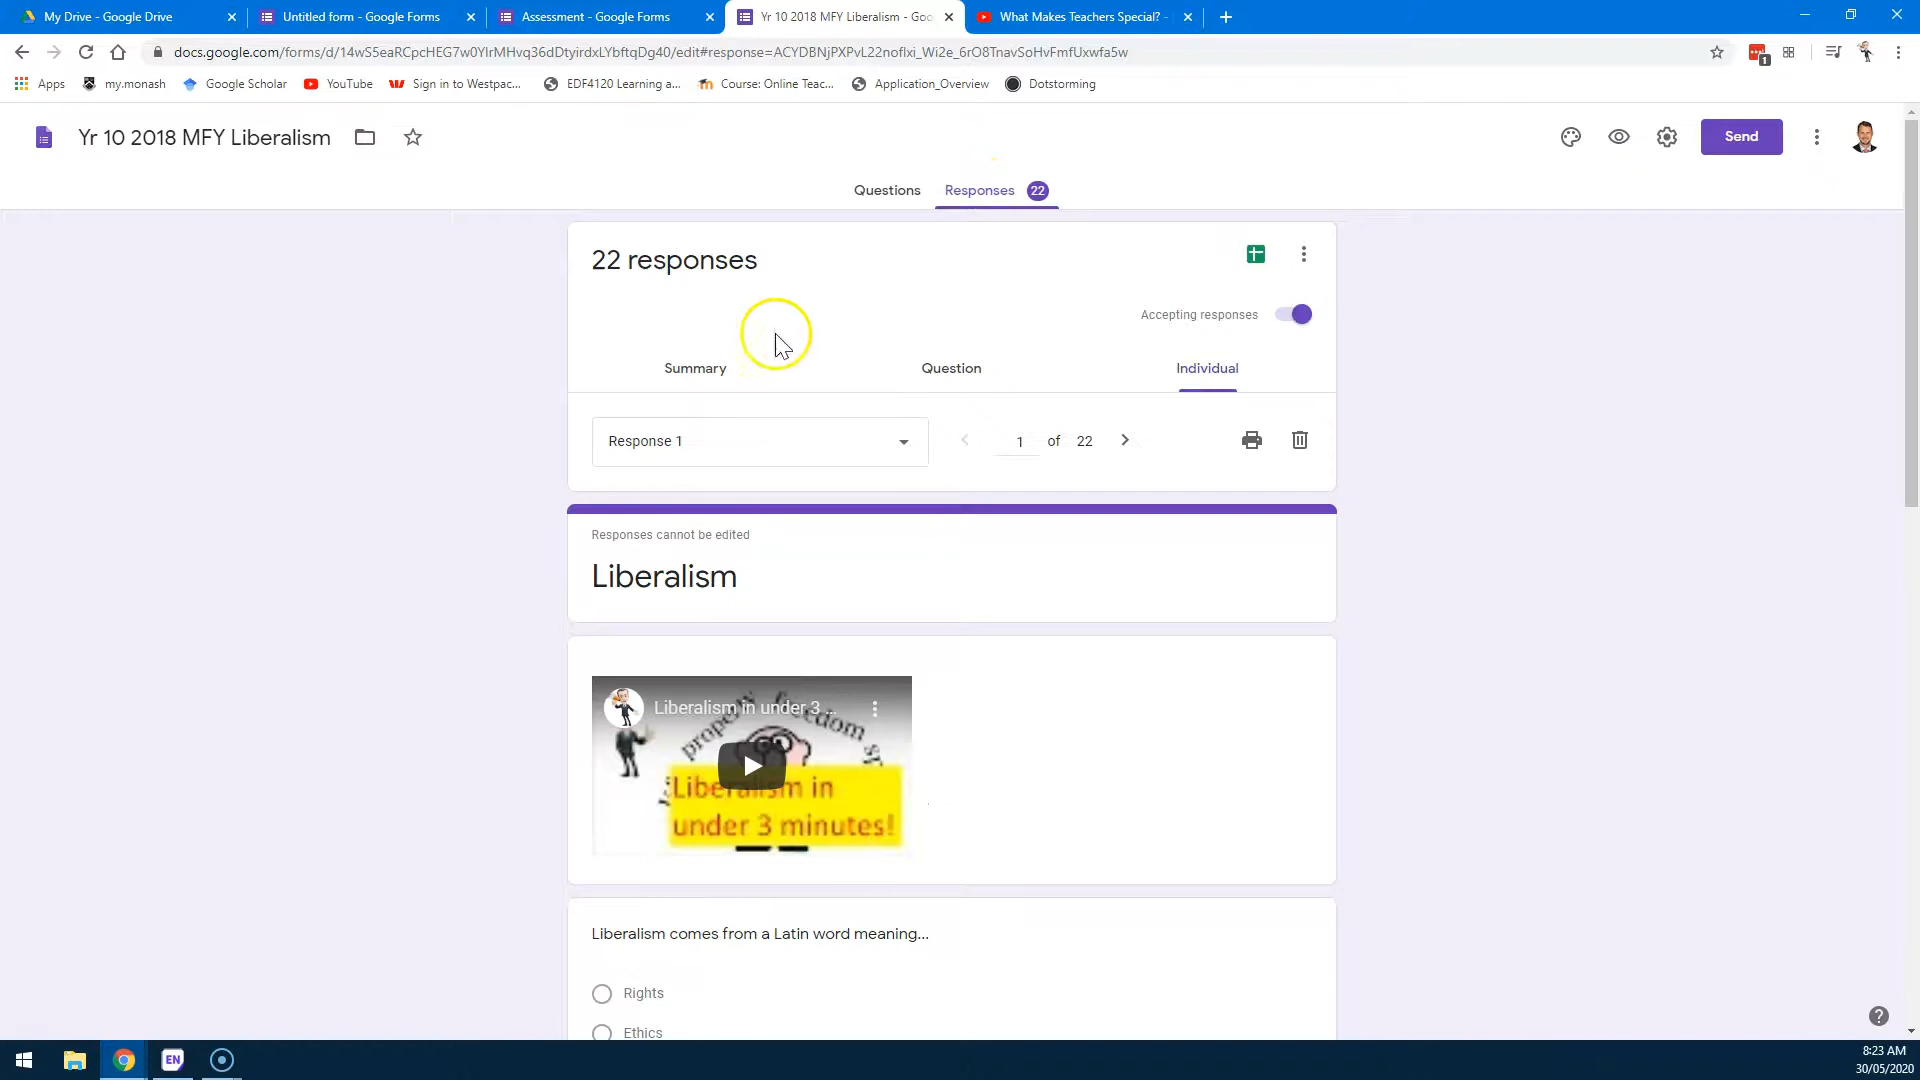 My Drive - Google Drive
Untitled form - Google Forms
Assessment - Google Forms
Yr 10 2018 MFY Liberalism - Goo
What Makes Teachers Special? -
docs.google.com/forms/d/14wS5eaRCpcHEG7w0YIrMHvq36dDtyirdxLYbftqDg40/edit#response=ACYDBNjPXPvL22noflxi_Wi2e_6rO8TnavSoHvFmfUxwfa5w
1
Apps
my.monash
Google Scholar
YouTube
Sign in to Westpac...
EDF4120 Learning a...
Course: Online Teac...
Application_Overview
Dotstorming
Yr 10 2018 MFY Liberalism
Send
Questions
Responses 22
22 responses
Accepting responses
Summary
Question
Individual
Response 1
1 of 22
Responses cannot be edited
Liberalism
Liberalism in under 3 ...
property freedom
Liberalism in
under 3 minutes!
Liberalism comes from a Latin word meaning...
Rights
Ethics
EN
8:23 AM
30/05/2020